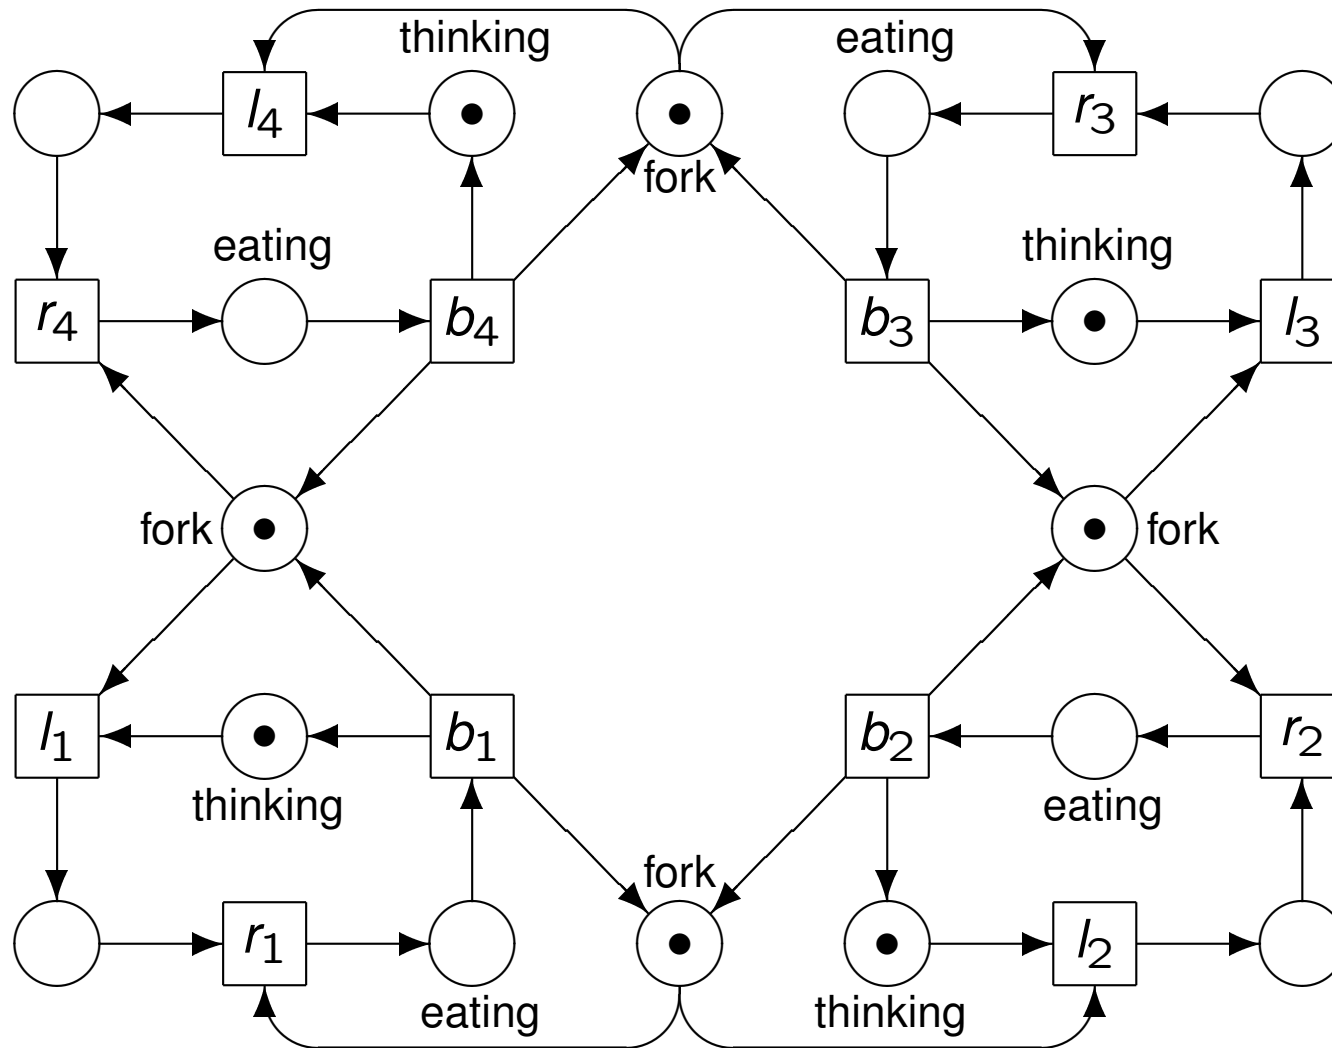 thinking
eating
l4
r3
fork
eating
thinking
r4
b4
b3
l3
fork
fork
l1
b1
b2
r2
thinking
eating
fork
r1
l2
eating
thinking